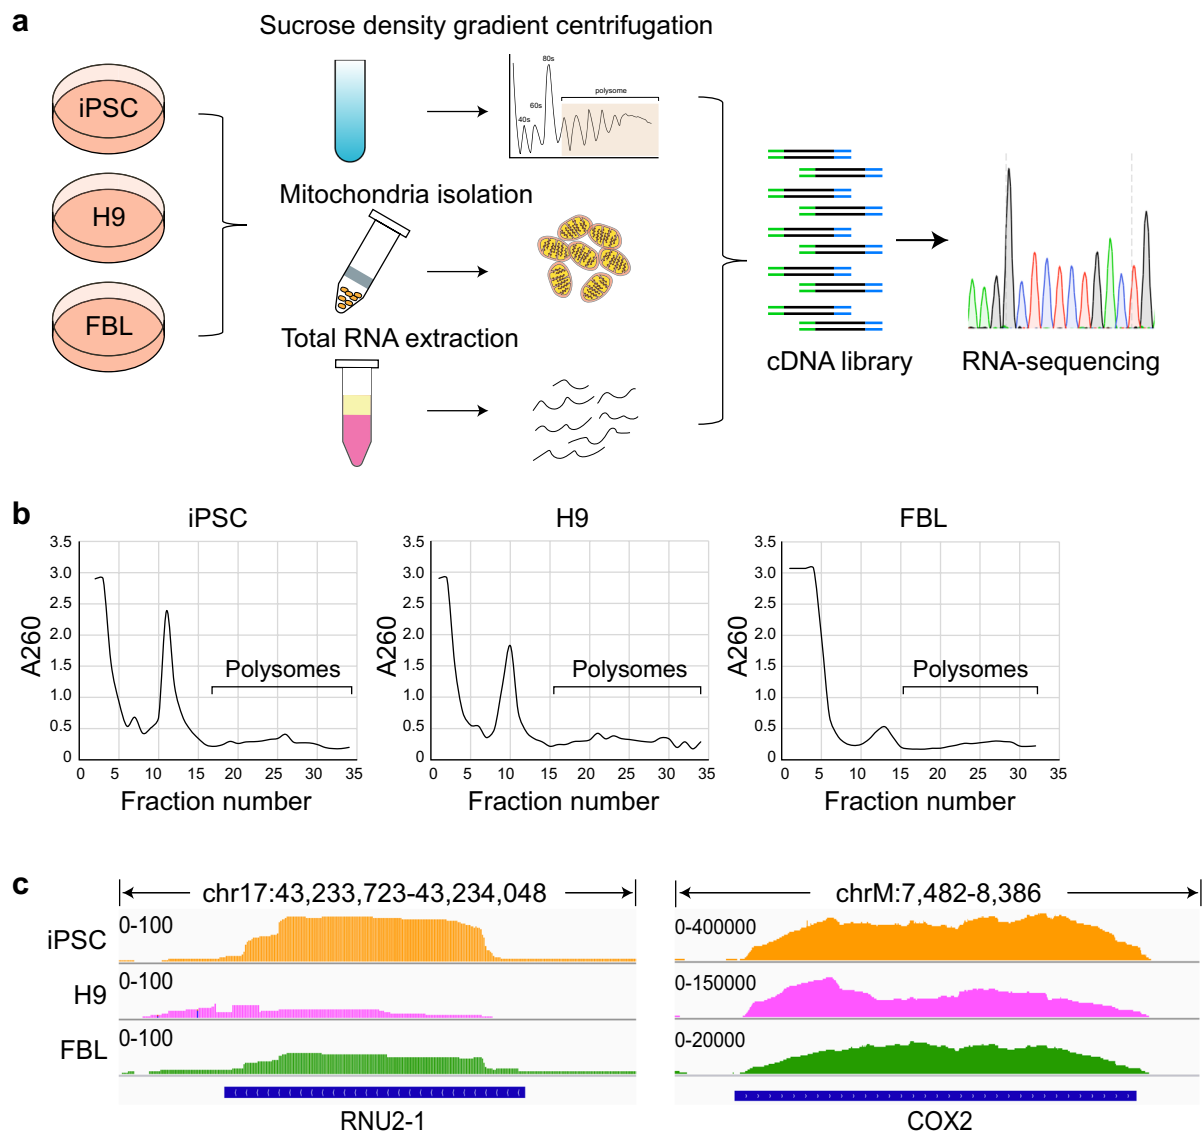 a
Sucrose density gradient centrifugation
iPSC
H9
FBL
40s
60s
80s
polysome
Mitochondria isolation
Total RNA extraction
cDNA library
RNA-sequencing
b
iPSC
3.5
3.0
2.5
2.0
1.5
1.0
0.5
0
A260
Polysomes
0 5 10 15 20 25 30 35
Fraction number
H9
3.5
3.0
2.5
2.0
1.5
1.0
0.5
0
A260
Polysomes
0 5 10 15 20 25 30 35
Fraction number
FBL
3.5
3.0
2.5
2.0
1.5
1.0
0.5
0
A260
Polysomes
0 5 10 15 20 25 30 35
Fraction number
c
chr17:43,233,723-43,234,048
iPSC
0-100
H9
0-100
FBL
0-100
RNU2-1
chrM:7,482-8,386
0-400000
0-150000
0-20000
COX2